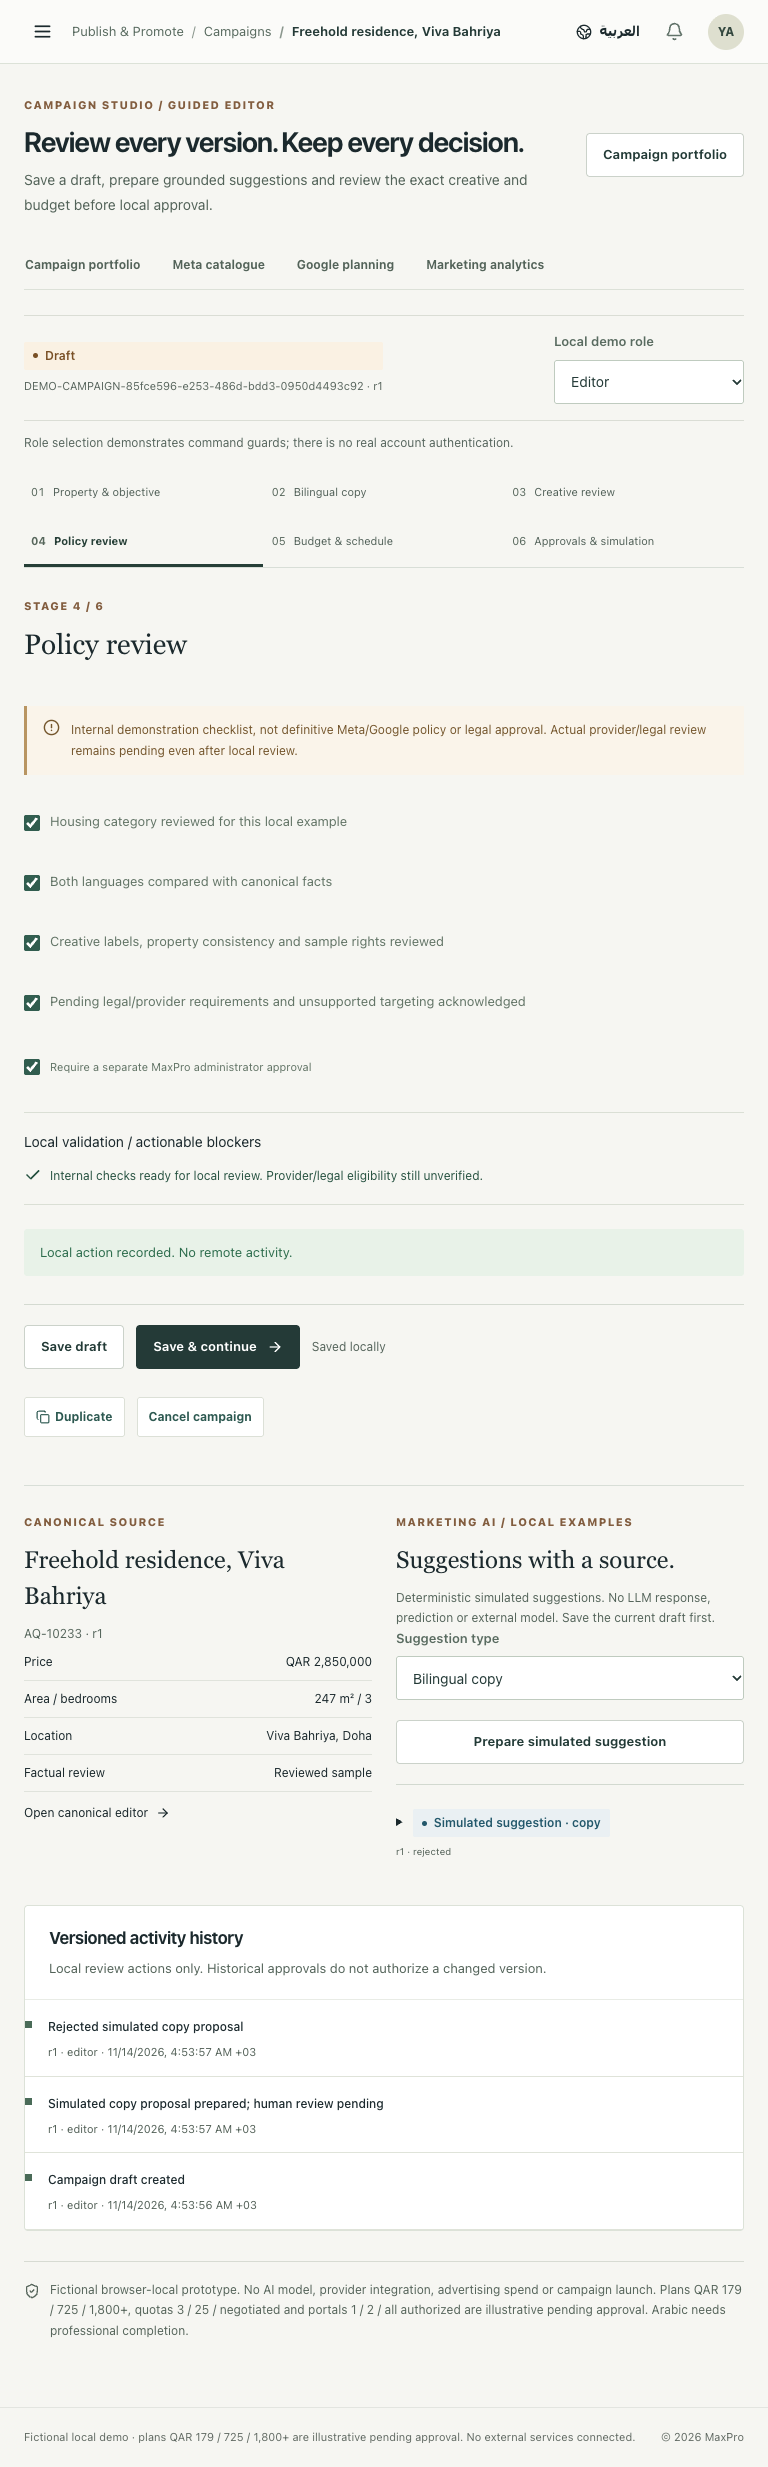 Publish & Promote / Campaigns / Freehold residence, Viva Bahriya
العربية
YA
CAMPAIGN STUDIO / GUIDED EDITOR
Review every version. Keep every decision.
Save a draft, prepare grounded suggestions and review the exact creative and
budget before local approval.
Campaign portfolio
Campaign portfolio
Meta catalogue
Google planning
Marketing analytics
Draft
DEMO-CAMPAIGN-85fce596-e253-486d-bdd3-0950d4493c92 · r1
Local demo role
Editor
Role selection demonstrates command guards; there is no real account authentication.
01 Property & objective
02 Bilingual copy
03 Creative review
04 Policy review
05 Budget & schedule
06 Approvals & simulation
STAGE 4 / 6
Policy review
Internal demonstration checklist, not definitive Meta/Google policy or legal approval. Actual provider/legal review
remains pending even after local review.
Housing category reviewed for this local example
Both languages compared with canonical facts
Creative labels, property consistency and sample rights reviewed
Pending legal/provider requirements and unsupported targeting acknowledged
Require a separate MaxPro administrator approval
Local validation / actionable blockers
Internal checks ready for local review. Provider/legal eligibility still unverified.
Local action recorded. No remote activity.
Save draft
Save & continue
Saved locally
Duplicate
Cancel campaign
CANONICAL SOURCE
Freehold residence, Viva
Bahriya
AQ-10233 · r1
Price QAR 2,850,000
Area / bedrooms 247 m² / 3
Location Viva Bahriya, Doha
Factual review Reviewed sample
Open canonical editor
MARKETING AI / LOCAL EXAMPLES
Suggestions with a source.
Deterministic simulated suggestions. No LLM response,
prediction or external model. Save the current draft first.
Suggestion type
Bilingual copy
Prepare simulated suggestion
Simulated suggestion · copy
r1 · rejected
Versioned activity history
Local review actions only. Historical approvals do not authorize a changed version.
Rejected simulated copy proposal
r1 · editor · 11/14/2026, 4:53:57 AM +03
Simulated copy proposal prepared; human review pending
r1 · editor · 11/14/2026, 4:53:57 AM +03
Campaign draft created
r1 · editor · 11/14/2026, 4:53:56 AM +03
Fictional browser-local prototype. No AI model, provider integration, advertising spend or campaign launch. Plans QAR 179
/ 725 / 1,800+, quotas 3 / 25 / negotiated and portals 1 / 2 / all authorized are illustrative pending approval. Arabic needs
professional completion.
Fictional local demo · plans QAR 179 / 725 / 1,800+ are illustrative pending approval. No external services connected.
© 2026 MaxPro